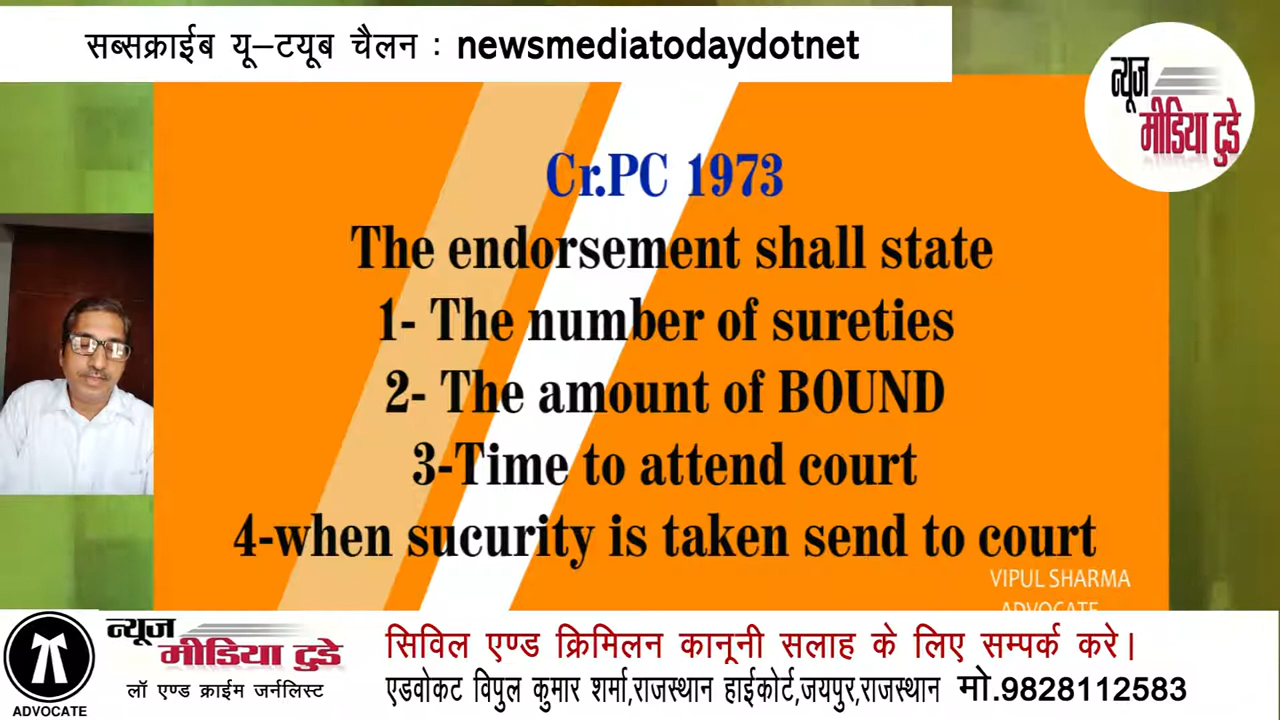 सब्सक्राईब यू–टयूब चैलन : newsmediatodaydotnet
न्यूज
मीडिया टुडे
Cr.PC 1973
The endorsement shall state
1- The number of sureties
2- The amount of BOUND
3-Time to attend court
4-when sucurity is taken send to court
VIPUL SHARMA
ADVOCATE
न्यूज
मीडिया टुडे
लॉ एण्ड क्राईम जर्नलिस्ट
ADVOCATE
सिविल एण्ड क्रिमिलन कानूनी सलाह के लिए सम्पर्क करे।
एडवोकट विपुल कुमार शर्मा,राजस्थान हाईकोर्ट,जयपुर,राजस्थान मो.9828112583